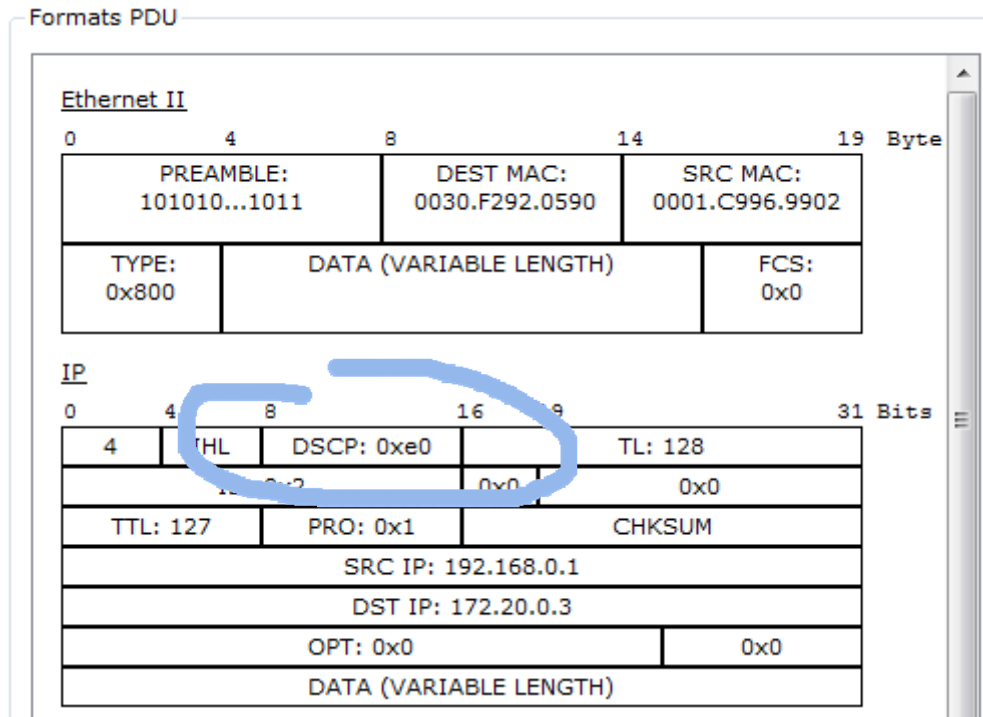 Formats PDU
Ethernet II
0 4 8 14 19 Byte
PREAMBLE: DEST MAC: SRC MAC:
101010...1011 0030.F292.0590 0001.C996.9902
TYPE: DATA (VARIABLE LENGTH) FCS:
0x800 0x0
IP
0 4 8 16 19 31 Bits
4 IHL DSCP: 0xe0 TL: 128
0x2 0x0 0x0
TTL: 127 PRO: 0x1 CHKSUM
SRC IP: 192.168.0.1
DST IP: 172.20.0.3
OPT: 0x0 0x0
DATA (VARIABLE LENGTH)